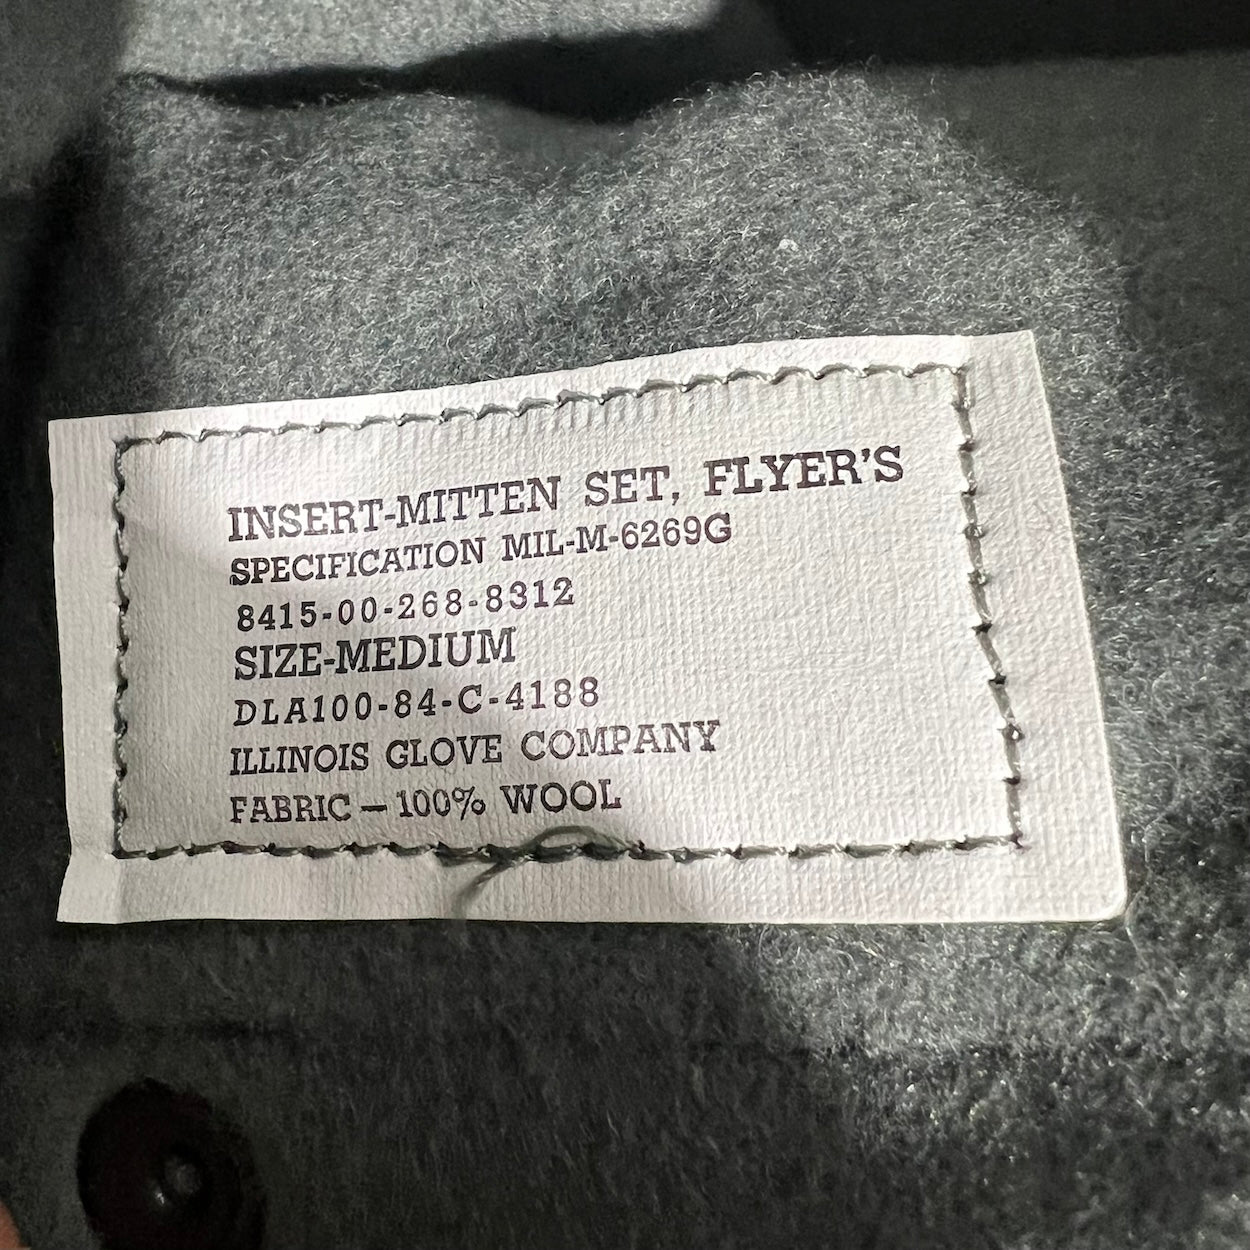 INSERT-MITTEN SET, FLYER'S
SPECIFICATION MIL-M-6269G
8415-00-268-8312
SIZE-MEDIUM
DLA100-84-C-4188
ILLINOIS GLOVE COMPANY
FABRIC – 100% WOOL